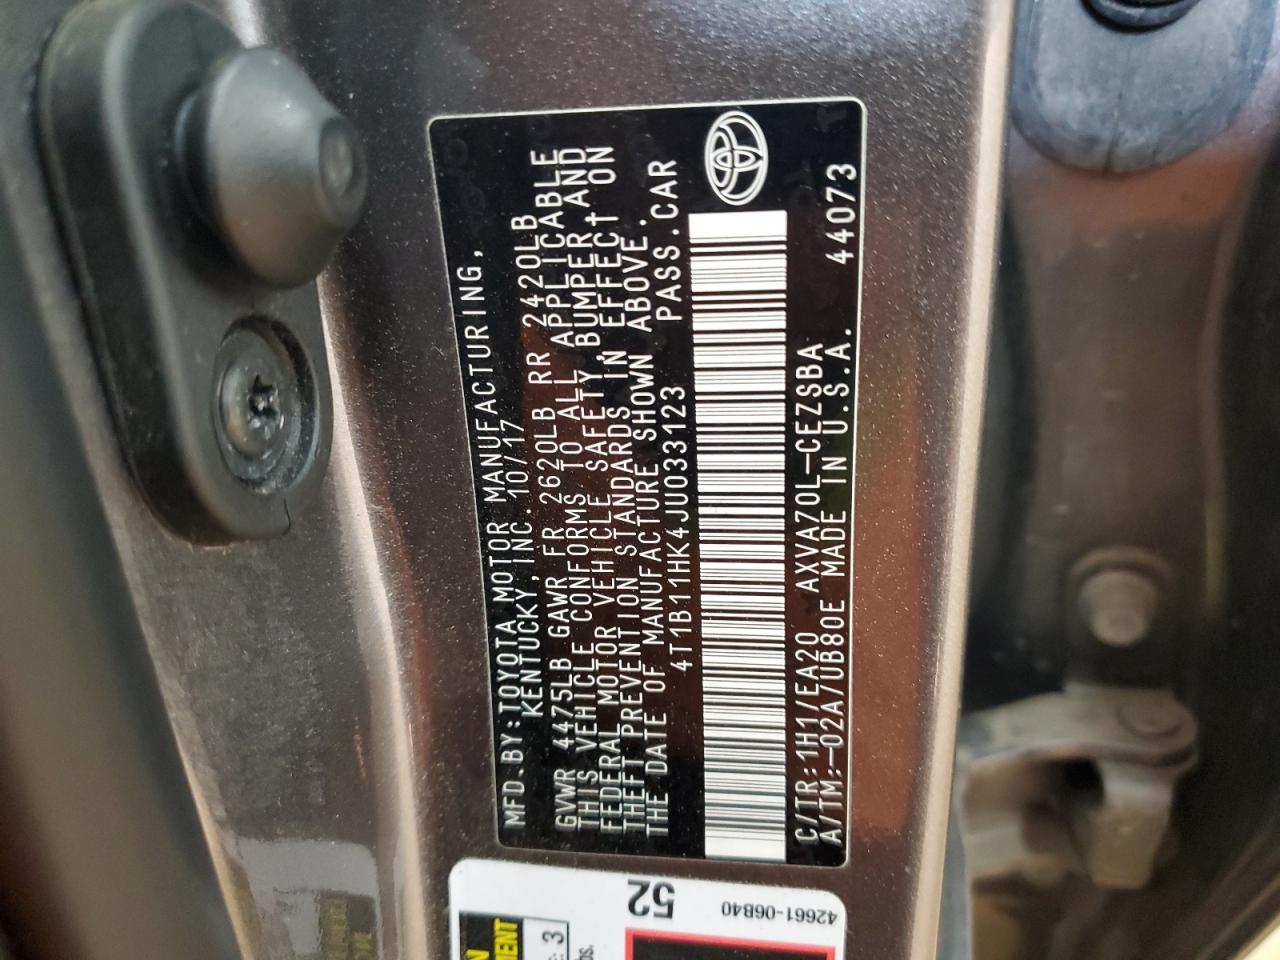 MFD.BY:TOYOTA MOTOR MANUFACTURING,
KENTUCKY, INC. 10/17
GVWR 4475LB GAWR FR 2620LB RR 2420LB
THIS VEHICLE CONFORMS TO ALL APPLICABLE
FEDERAL MOTOR VEHICLE SAFETY, BUMPER, AND
THEFT PREVENTION STANDARDS IN EFFECT ON
THE DATE OF MANUFACTURE SHOWN ABOVE.
4T1B11HK4JU033123 PASS.CAR
C/TR:1H1/EA20 AXVA70L-CEZSBA
A/TM:-02A/UB80E MADE IN U.S.A. 44073
52
42661-06B40
3